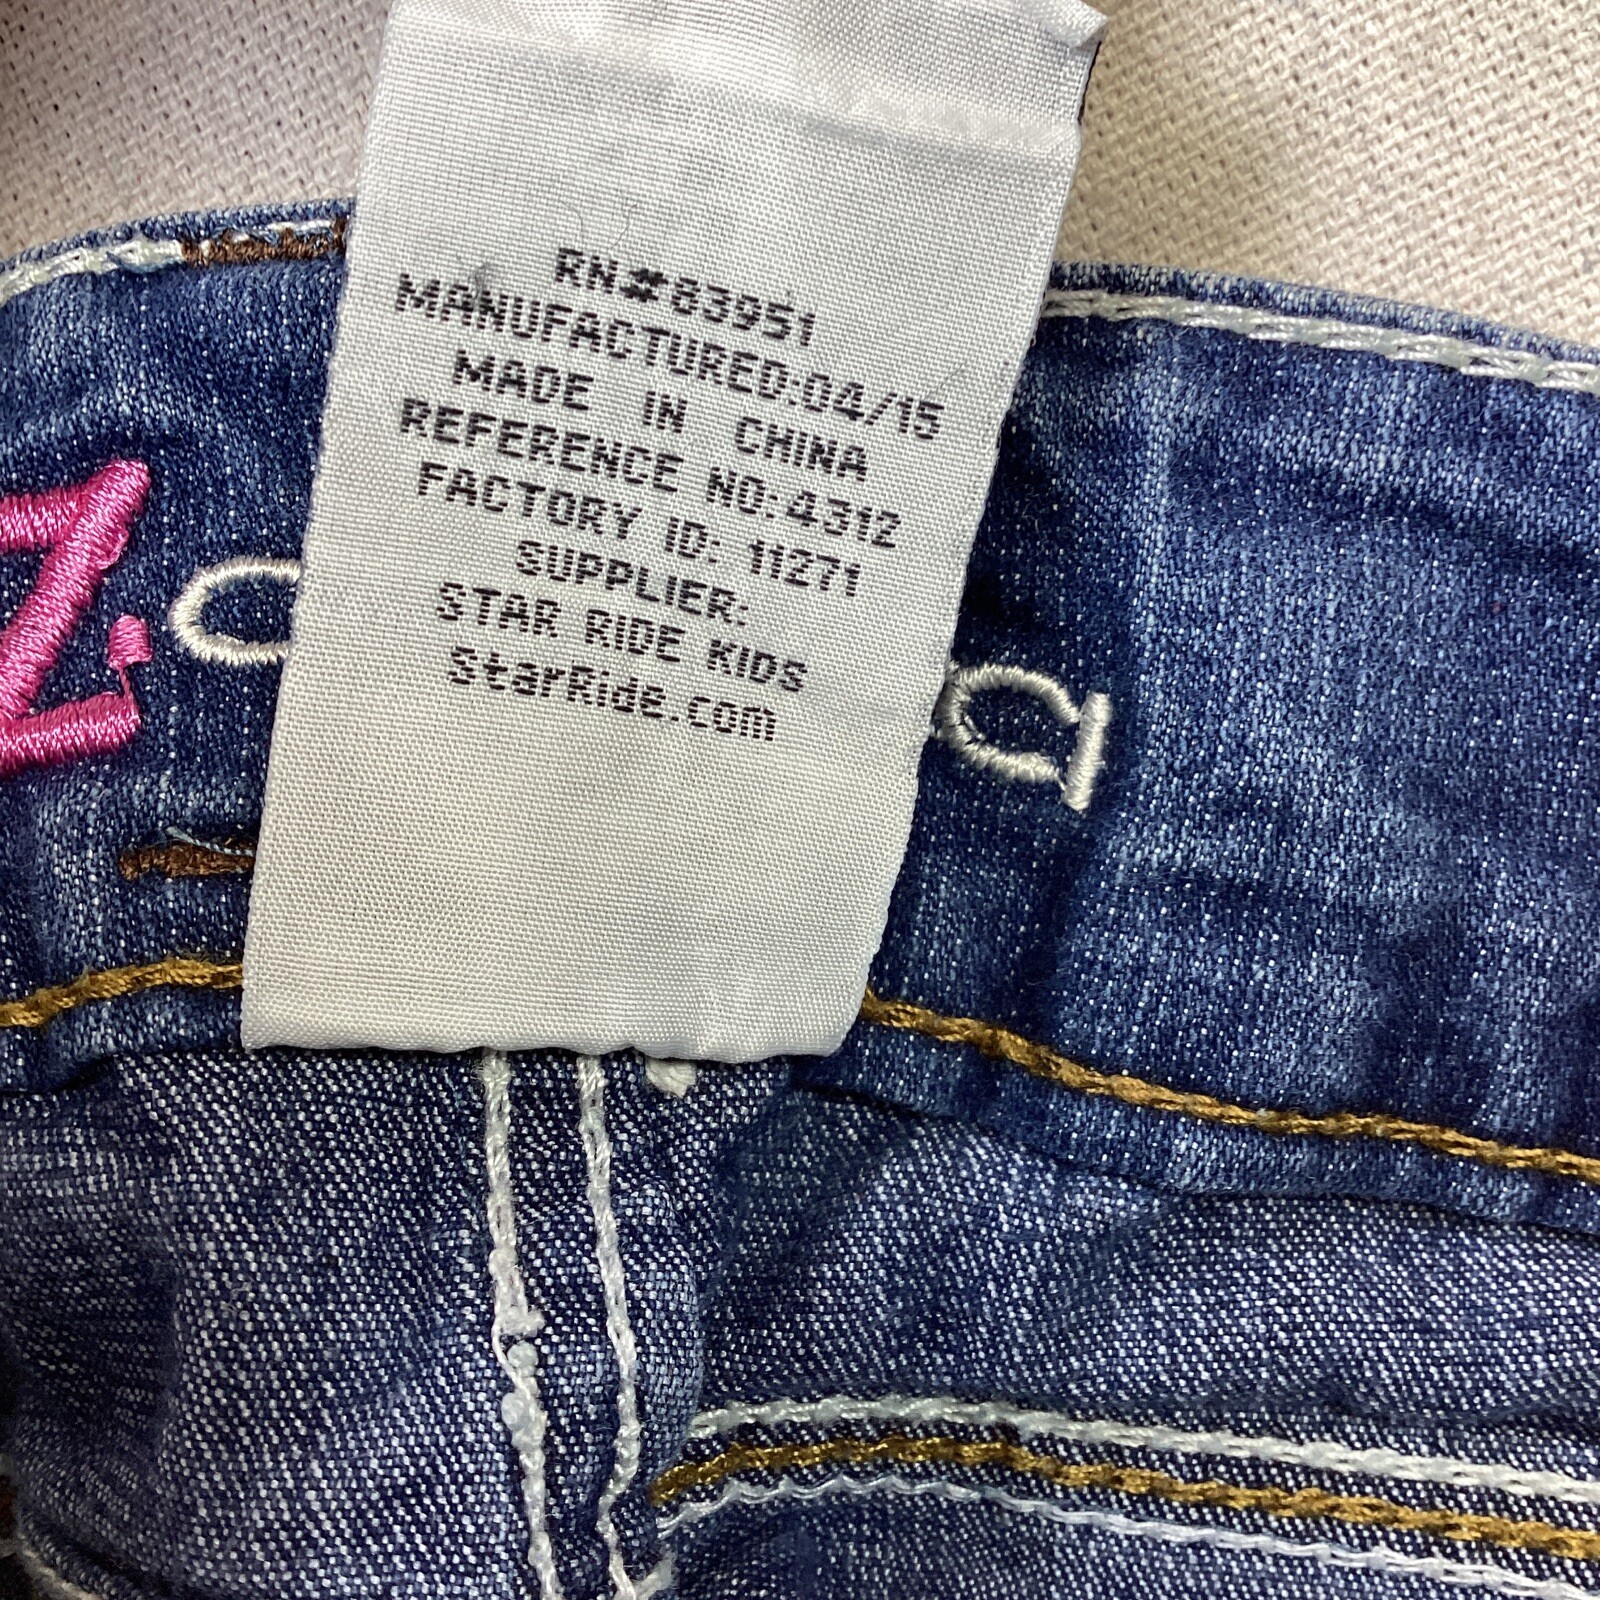 RN#83951
MANUFACTURED:04/15
MADE IN CHINA
REFERENCE NO:4312
FACTORY ID: 11271
SUPPLIER:
STAR RIDE KIDS
StarRide.com
Z.